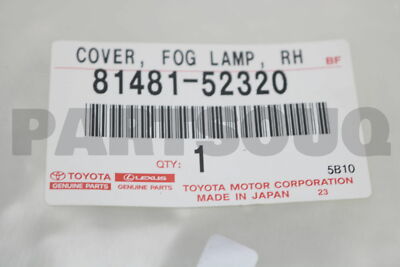 COVER, FOG LAMP, RH BF
81481-52320
PARTSOUQ
QTY: 1
5B10
TOYOTA LEXUS TOYOTA MOTOR CORPORATION
GENUINE PARTS GENUINE PARTS MADE IN JAPAN 23